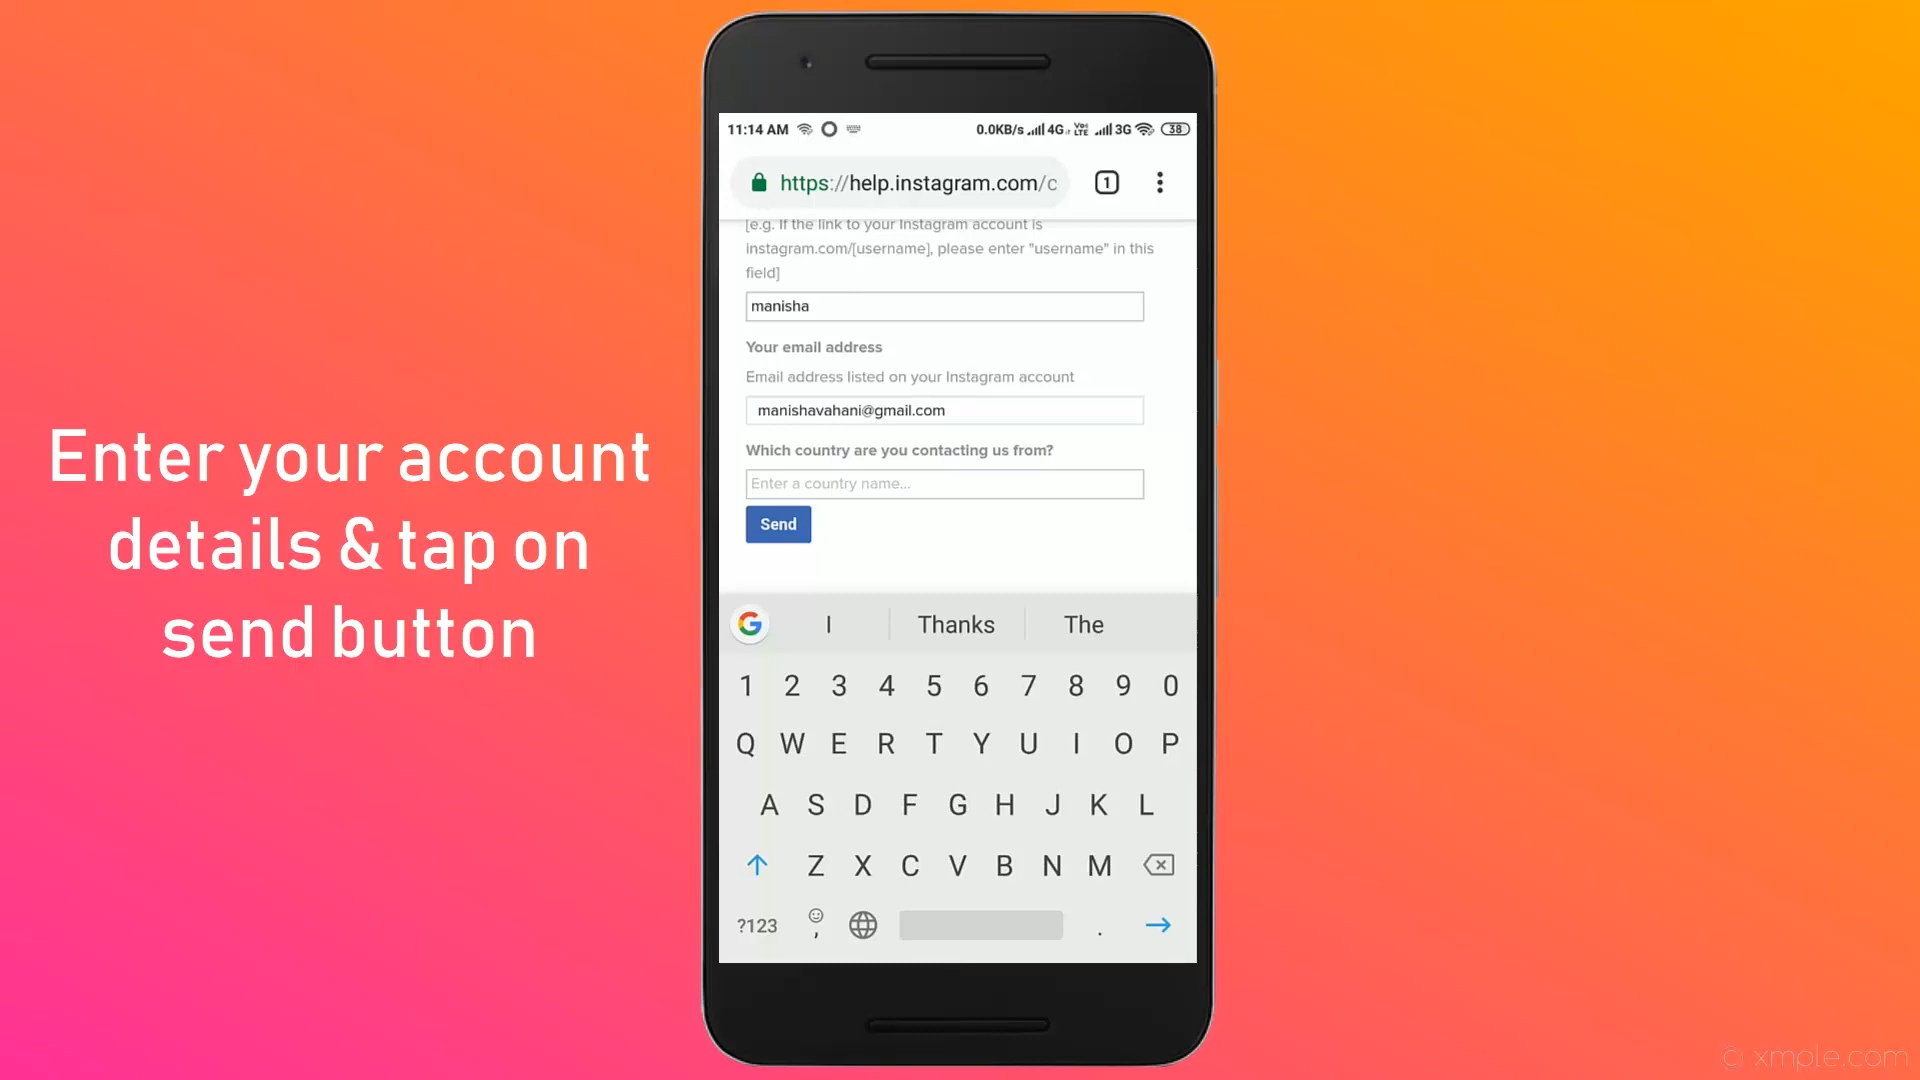 Enter your account
details & tap on
send button
11:14 AM
0.0KB/s 4G Vo LTE 3G 38
https://help.instagram.com/c
1
[e.g. If the link to your Instagram account is
instagram.com/[username], please enter "username" in this
field]
manisha
Your email address
Email address listed on your Instagram account
manishavahani@gmail.com
Which country are you contacting us from?
Enter a country name...
Send
G I Thanks The
1 2 3 4 5 6 7 8 9 0
Q W E R T Y U I O P
A S D F G H J K L
Z X C V B N M
?123 , .
© xmple.com